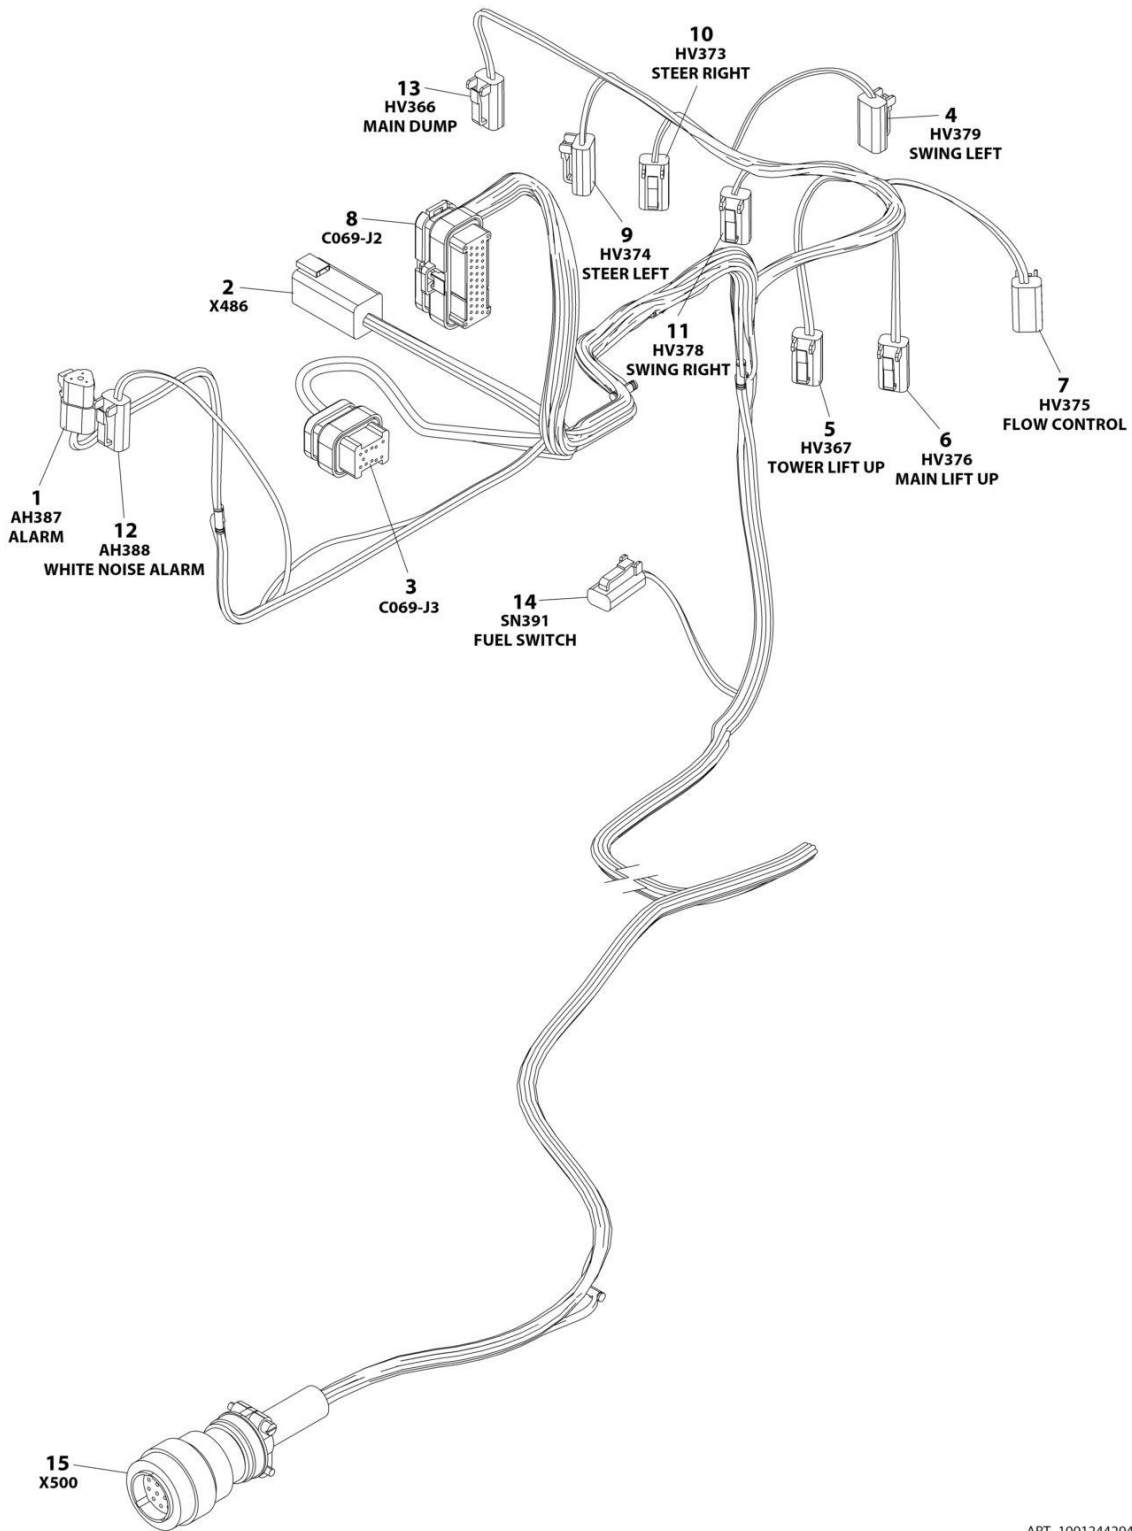 10
HV373
STEER RIGHT
13
HV366
MAIN DUMP
4
HV379
SWING LEFT
8
C069-J2
9
HV374
STEER LEFT
2
X486
11
HV378
SWING RIGHT
7
HV375
FLOW CONTROL
5
HV367
TOWER LIFT UP
6
HV376
MAIN LIFT UP
1
AH387
ALARM
12
AH388
WHITE NOISE ALARM
3
C069-J3
14
SN391
FUEL SWITCH
15
X500